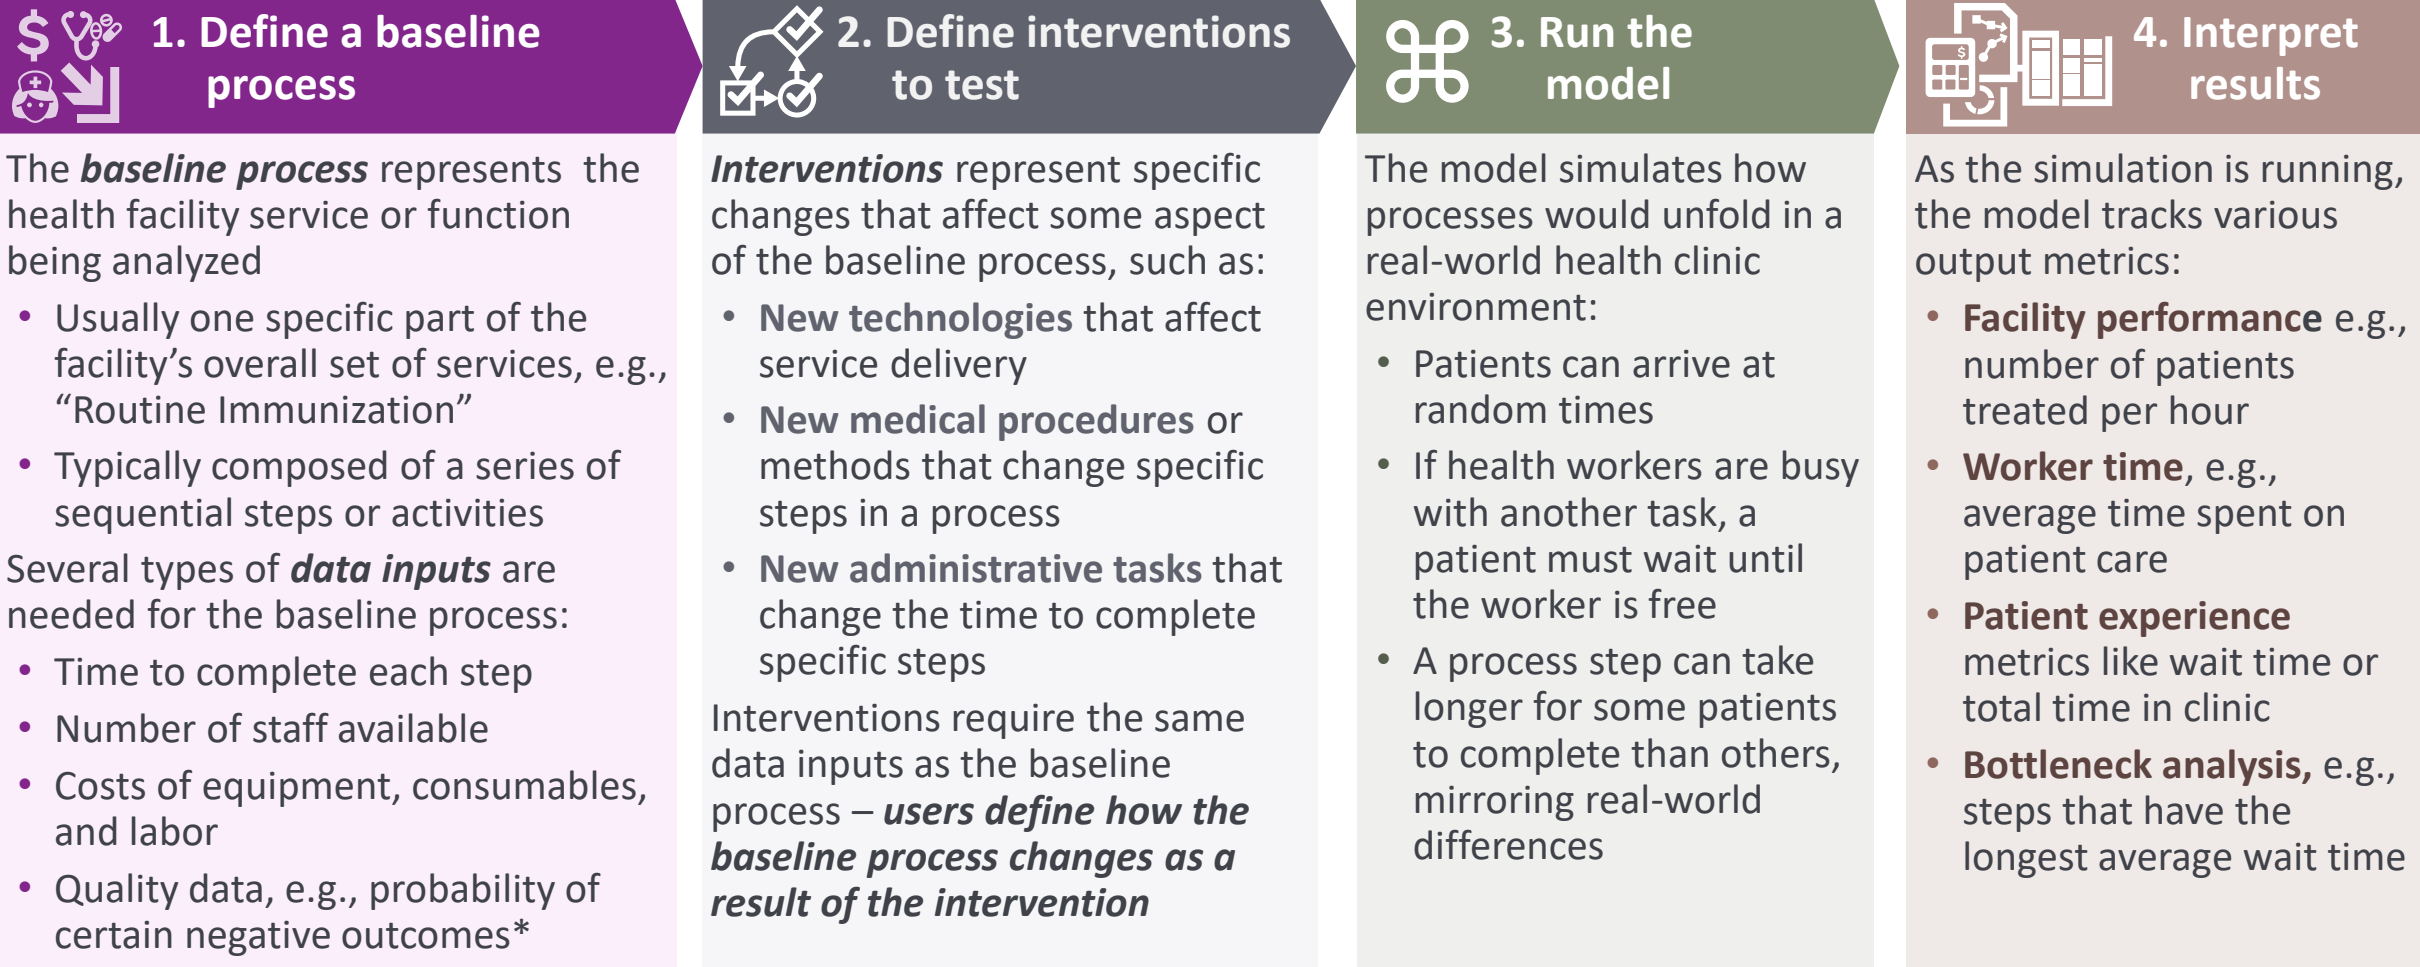 1. Define a baseline
process
The baseline process represents the
health facility service or function
being analyzed
• Usually one specific part of the
facility’s overall set of services, e.g.,
“Routine Immunization”
• Typically composed of a series of
sequential steps or activities
Several types of data inputs are
needed for the baseline process:
• Time to complete each step
• Number of staff available
• Costs of equipment, consumables,
and labor
• Quality data, e.g., probability of
certain negative outcomes*
2. Define interventions
to test
Interventions represent specific
changes that affect some aspect
of the baseline process, such as:
• New technologies that affect
service delivery
• New medical procedures or
methods that change specific
steps in a process
• New administrative tasks that
change the time to complete
specific steps
Interventions require the same
data inputs as the baseline
process – users define how the
baseline process changes as a
result of the intervention
3. Run the
model
The model simulates how
processes would unfold in a
real-world health clinic
environment:
• Patients can arrive at
random times
• If health workers are busy
with another task, a
patient must wait until
the worker is free
• A process step can take
longer for some patients
to complete than others,
mirroring real-world
differences
4. Interpret
results
As the simulation is running,
the model tracks various
output metrics:
• Facility performance e.g.,
number of patients
treated per hour
• Worker time, e.g.,
average time spent on
patient care
• Patient experience
metrics like wait time or
total time in clinic
• Bottleneck analysis, e.g.,
steps that have the
longest average wait time